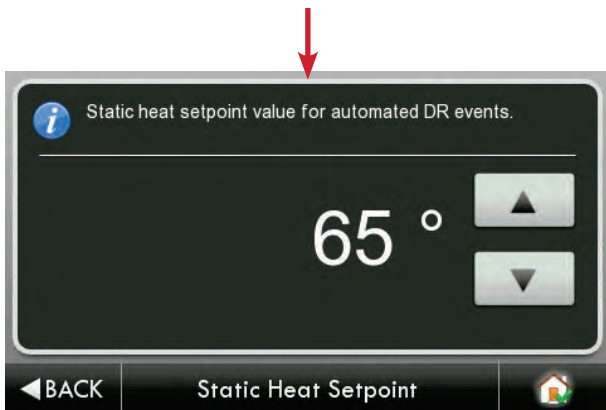 Static heat setpoint value for automated DR events.
65 °
BACK
Static Heat Setpoint